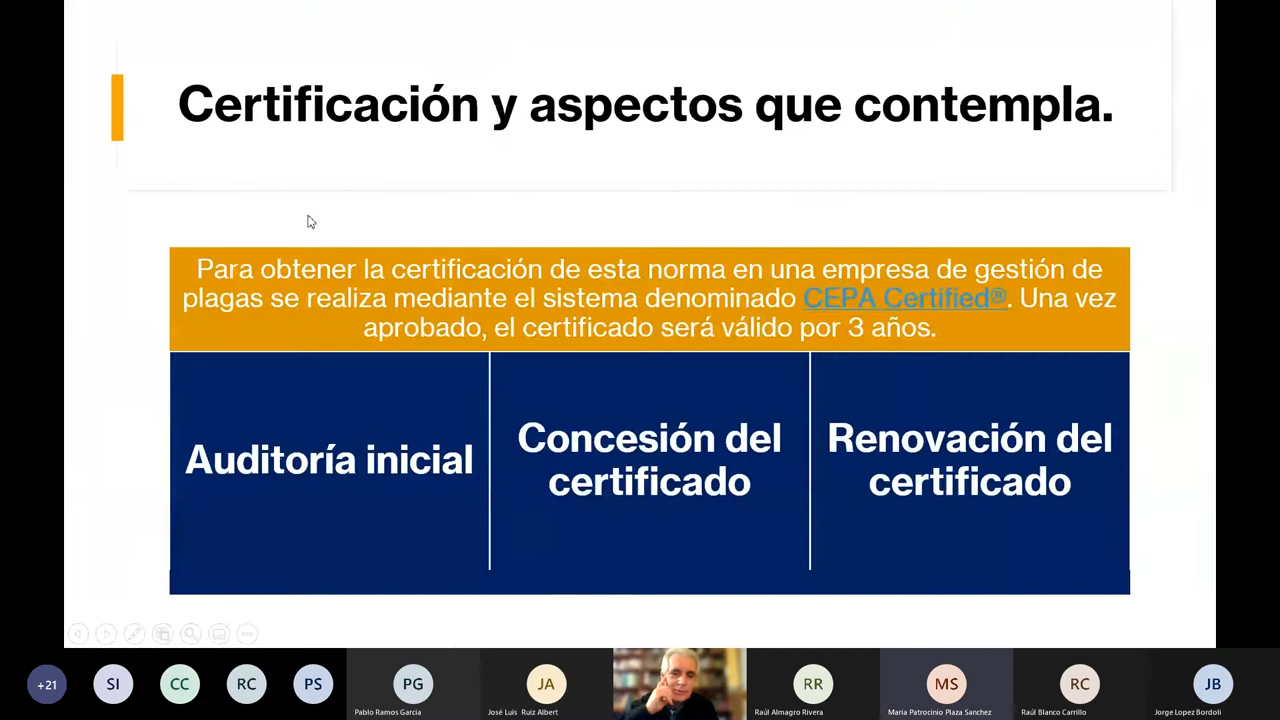 Certificación y aspectos que contempla.
Para obtener la certificación de esta norma en una empresa de gestión de
plagas se realiza mediante el sistema denominado CEPA Certified®. Una vez
aprobado, el certificado será válido por 3 años.
Auditoría inicial
Concesión del
certificado
Renovación del
certificado
+21
SI
CC
RC
PS
PG
Pablo Ramos Garcia
JA
José Luis Ruiz Albert
RR
Raúl Almagro Rivera
MS
Maria Patrocinio Plaza Sanchez
RC
Raúl Blanco Carrillo
JB
Jorge Lopez Bordoli